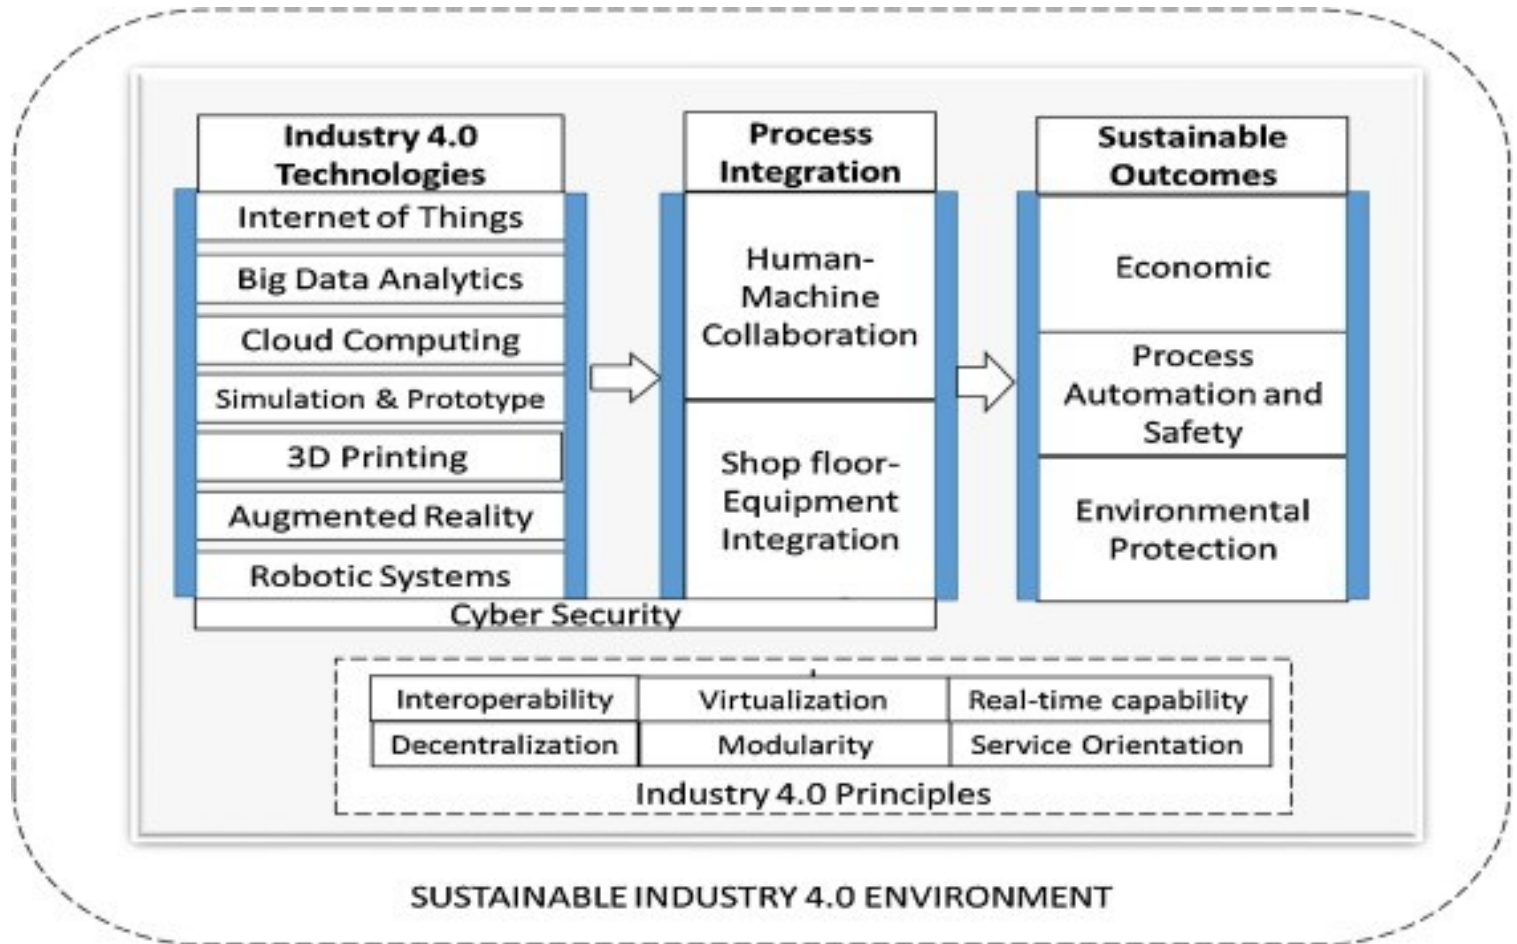 Industry 4.0
Technologies
Internet of Things
Big Data Analytics
Cloud Computing
Simulation & Prototype
3D Printing
Augmented Reality
Robotic Systems
Process
Integration
Human-
Machine
Collaboration
Shop floor-
Equipment
Integration
Sustainable
Outcomes
Economic
Process
Automation and
Safety
Environmental
Protection
Cyber Security
Interoperability
Virtualization
Real-time capability
Decentralization
Modularity
Service Orientation
Industry 4.0 Principles
SUSTAINABLE INDUSTRY 4.0 ENVIRONMENT